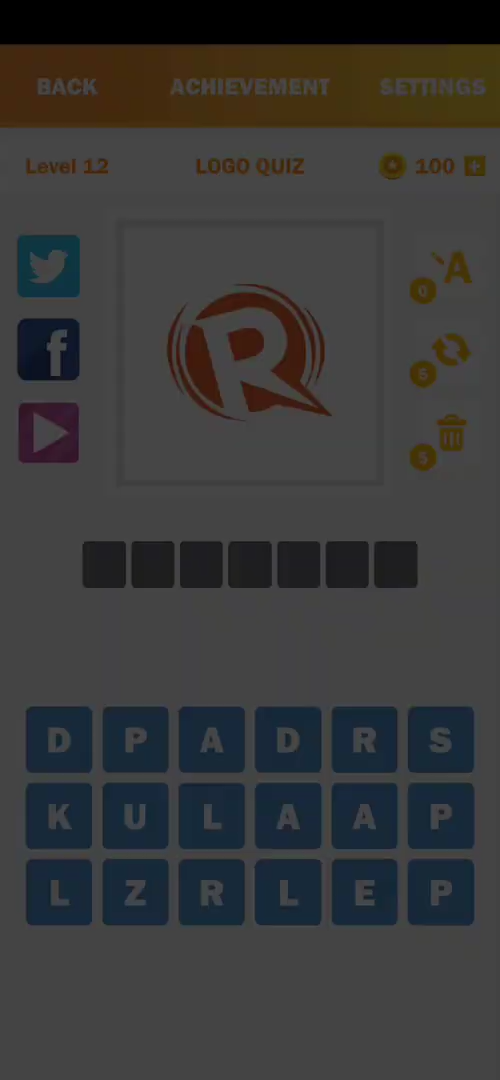 BACK ACHIEVEMENT SETTINGS
Level 12 LOGO QUIZ 100 +
A
0
f
5
R
5
D P A D R S
K U L A A P
L Z R L E P